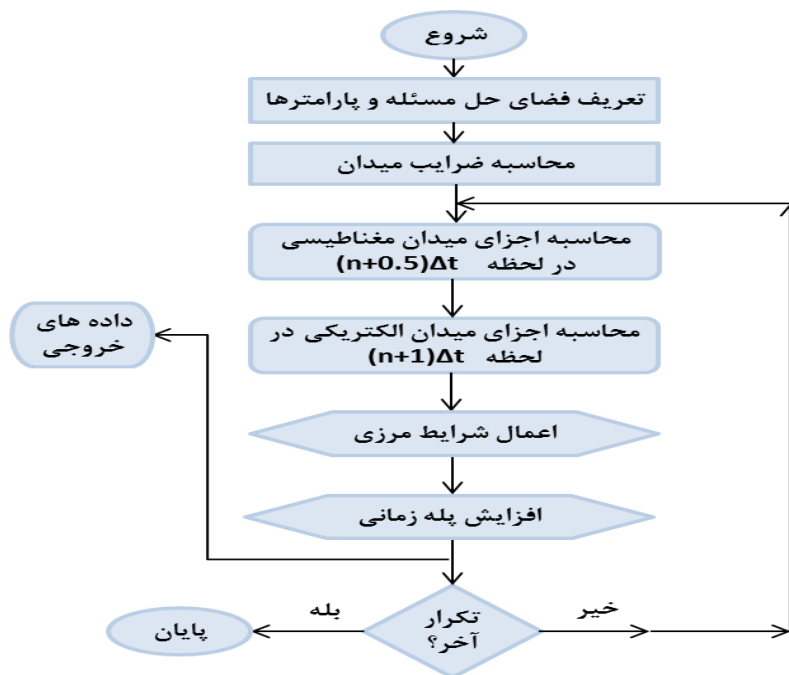 شروع
تعریف فضای حل مسئله و پارامترها
محاسبه ضرایب میدان
محاسبه اجزای میدان مغناطیسی
در لحظه (n+0.5)Δt
محاسبه اجزای میدان الکتریکی در
لحظه (n+1)Δt
داده های
خروجی
اعمال شرایط مرزی
افزایش پله زمانی
تکرار
آخر؟
خیر
بله
پایان